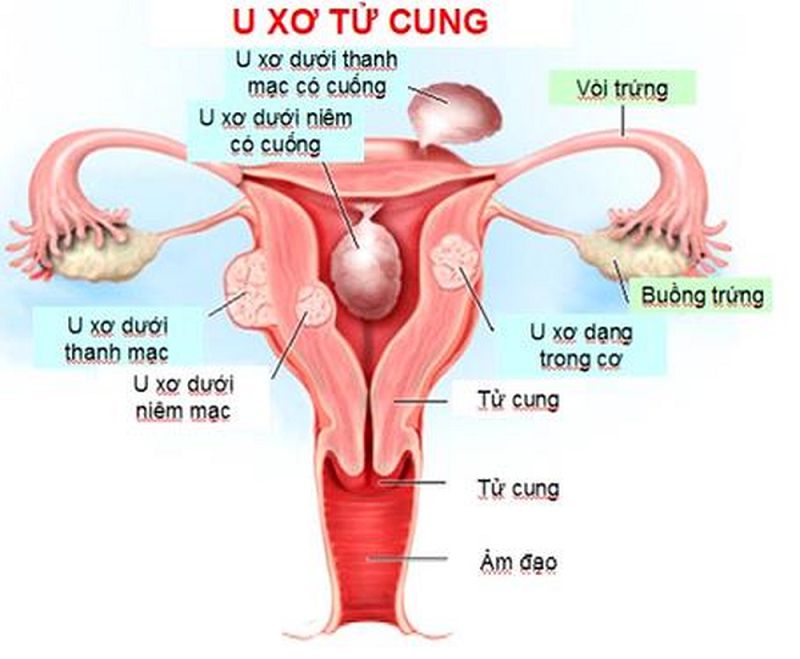 U XƠ TỬ CUNG
U xơ dưới thanh
mạc có cuống
U xơ dưới niêm
có cuống
Vòi trứng
Buồng trứng
U xơ dưới
thanh mạc
U xơ dạng
trong cơ
U xơ dưới
niêm mạc
Tử cung
Tử cung
Âm đạo